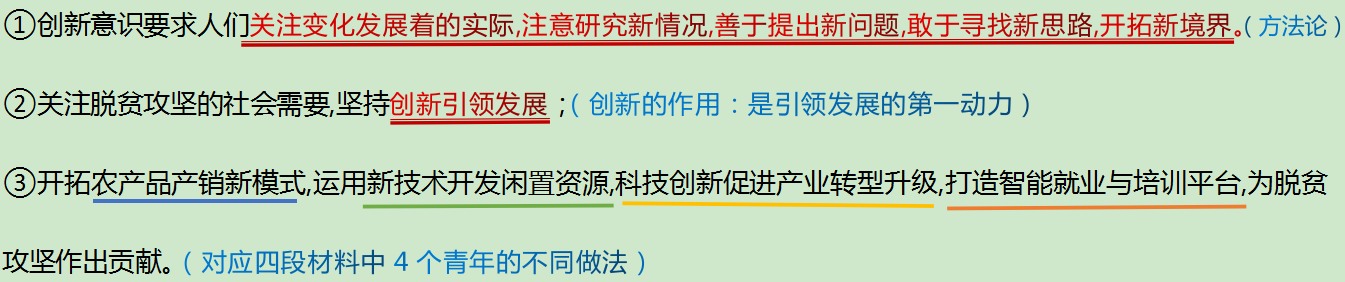 ①创新意识要求人们关注变化发展着的实际,注意研究新情况,善于提出新问题,敢于寻找新思路,开拓新境界。(方法论)
②关注脱贫攻坚的社会需要,坚持创新引领发展;(创新的作用:是引领发展的第一动力)
③开拓农产品产销新模式,运用新技术开发闲置资源,科技创新促进产业转型升级,打造智能就业与培训平台,为脱贫
攻坚作出贡献。(对应四段材料中4个青年的不同做法)